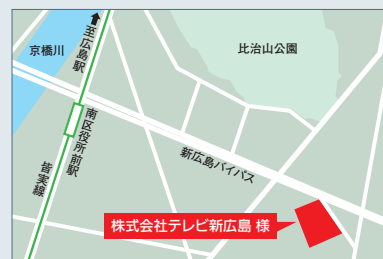 至広島駅
京橋川
比治山公園
南区役所前駅
新広島バイパス
皆実線
株式会社テレビ新広島 様